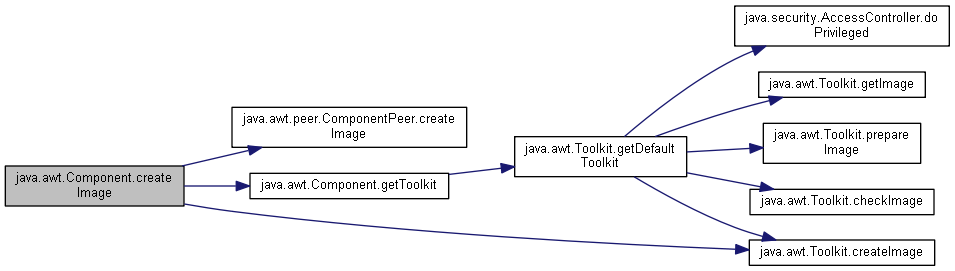 java.awt.Component.create
Image
java.awt.peer.ComponentPeer.create
Image
java.awt.Component.getToolkit
java.awt.Toolkit.getDefault
Toolkit
java.security.AccessController.do
Privileged
java.awt.Toolkit.getImage
java.awt.Toolkit.prepare
Image
java.awt.Toolkit.checkImage
java.awt.Toolkit.createImage